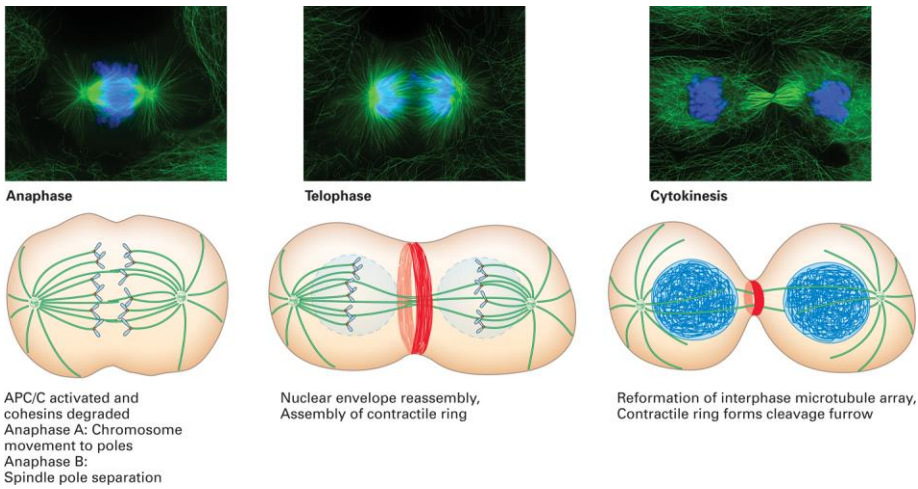 Anaphase
Telophase
Cytokinesis
APC/C activated and
cohesins degraded
Anaphase A: Chromosome
movement to poles
Anaphase B:
Spindle pole separation
Nuclear envelope reassembly,
Assembly of contractile ring
Reformation of interphase microtubule array,
Contractile ring forms cleavage furrow